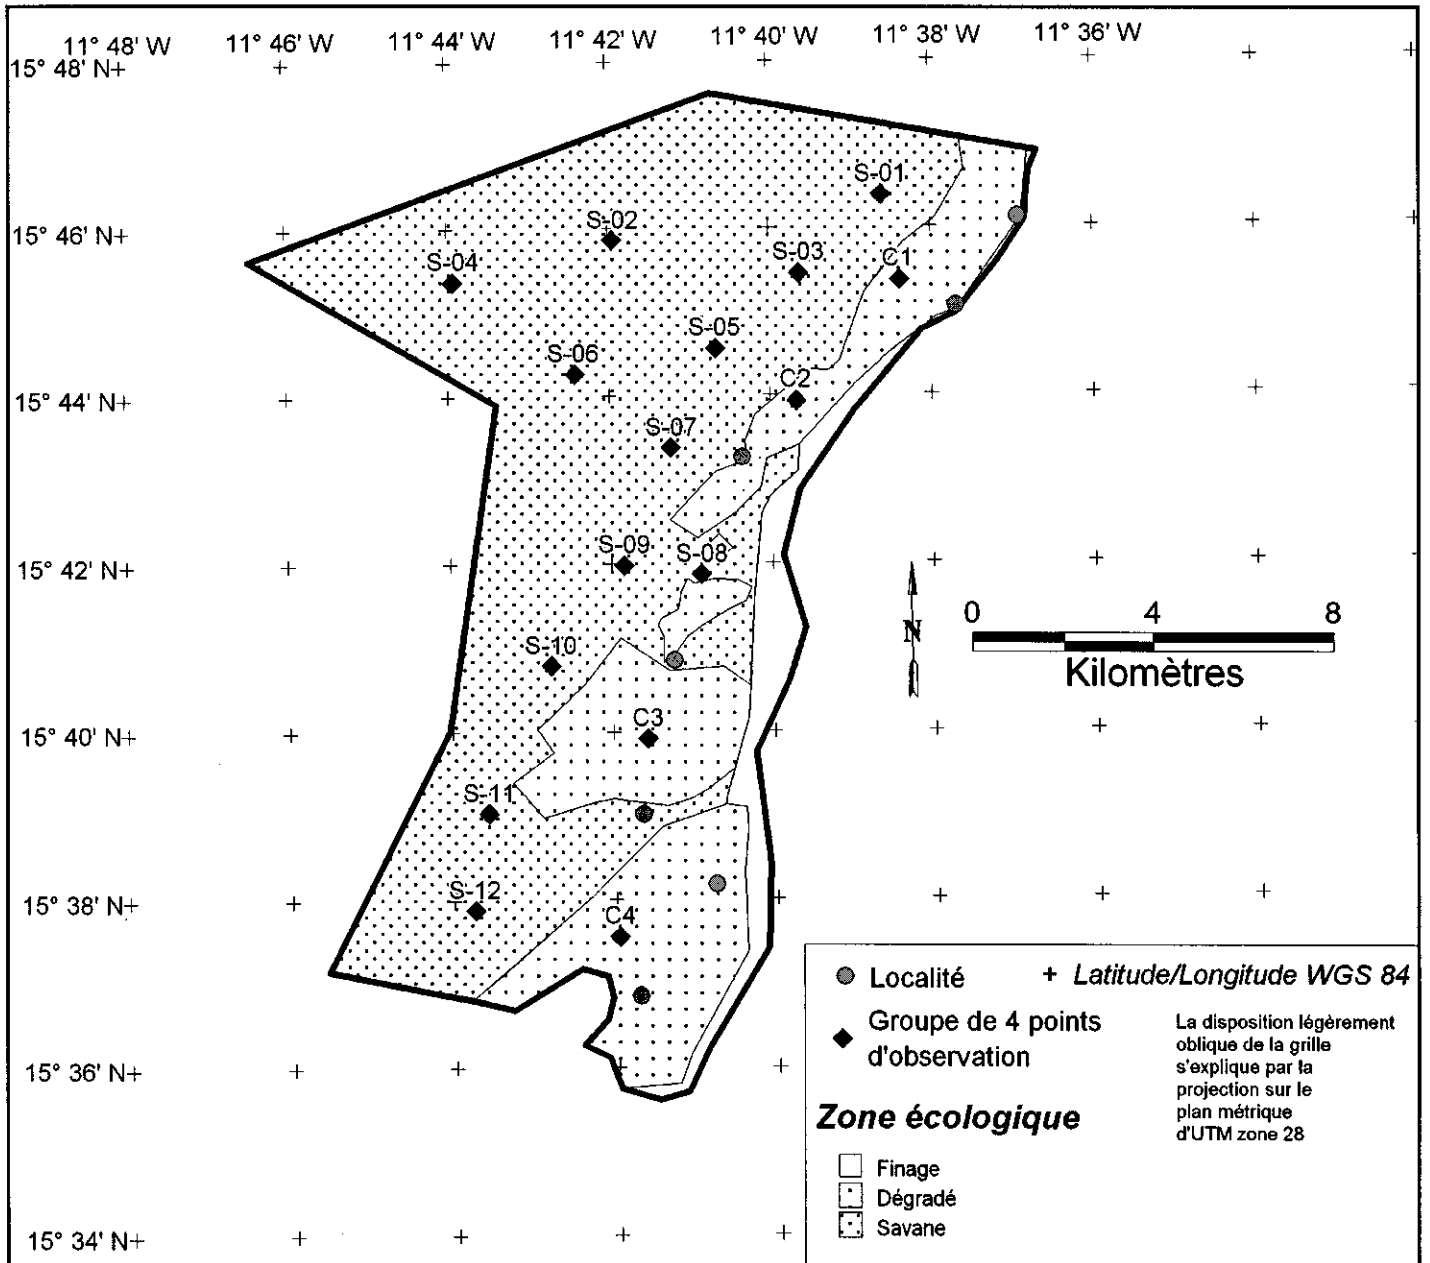 11° 48' W 11° 46' W 11° 44' W 11° 42' W 11° 40' W 11° 38' W 11° 36' W
15° 48' N
S-01
S-02
15° 46' N
S-03
C1
S-04
S-05
S-06
C2
15° 44' N
S-07
S-09
S-08
15° 42' N
N
0 4 8
Kilomètres
S-10
C3
15° 40' N
S-11
S-12
15° 38' N
C4
Localité
+ Latitude/Longitude WGS 84
Groupe de 4 points
d'observation
La disposition légèrement
oblique de la grille
s'explique par la
projection sur le
plan métrique
d'UTM zone 28
15° 36' N
Zone écologique
Finage
Dégradé
Savane
15° 34' N